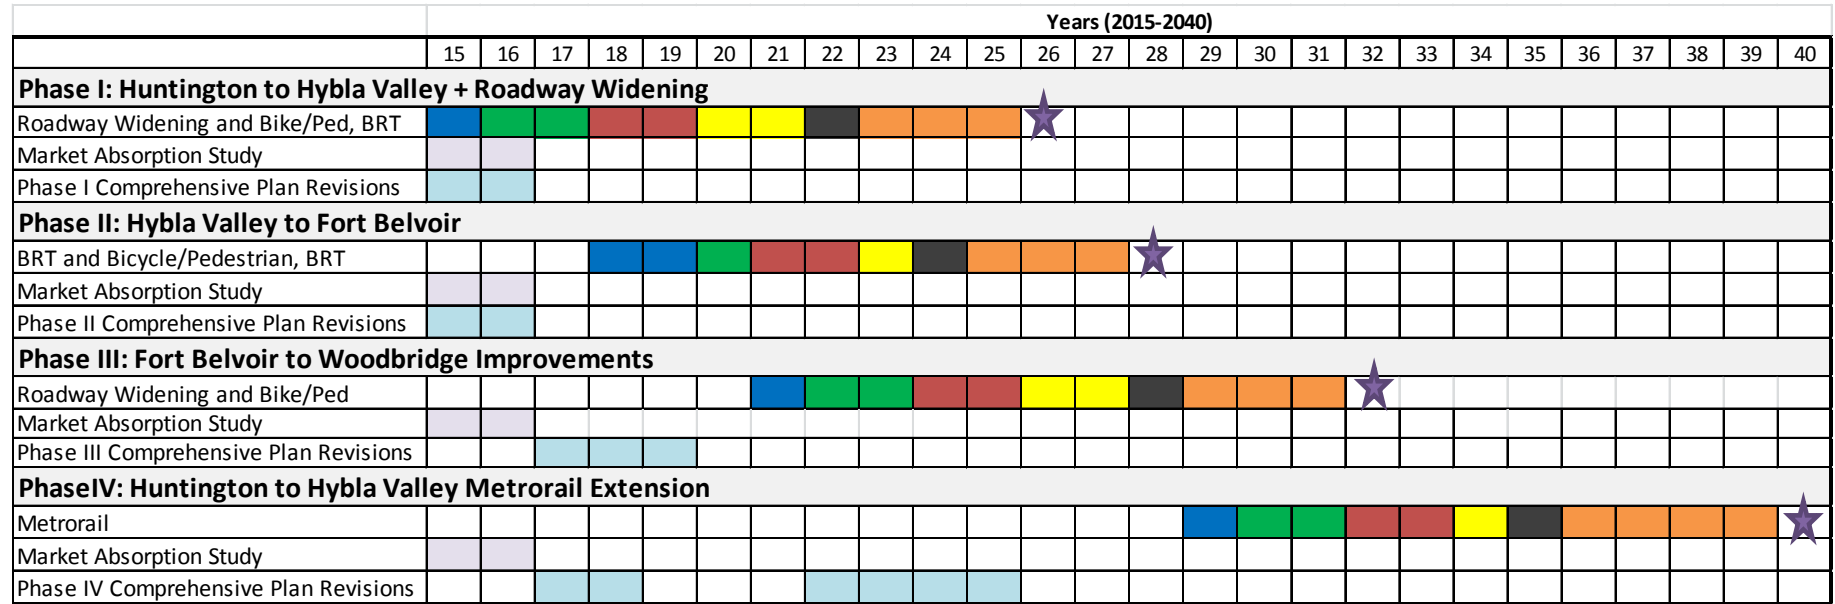 Years (2015-2040)
15 16 17 18 19 20 21 22 23 24 25 26 27 28 29 30 31 32 33 34 35 36 37 38 39 40
Phase I: Huntington to Hybla Valley + Roadway Widening
Roadway Widening and Bike/Ped, BRT
Market Absorption Study
Phase I Comprehensive Plan Revisions
Phase II: Hybla Valley to Fort Belvoir
BRT and Bicycle/Pedestrian, BRT
Market Absorption Study
Phase II Comprehensive Plan Revisions
Phase III: Fort Belvoir to Woodbridge Improvements
Roadway Widening and Bike/Ped
Market Absorption Study
Phase III Comprehensive Plan Revisions
PhaseIV: Huntington to Hybla Valley Metrorail Extension
Metrorail
Market Absorption Study
Phase IV Comprehensive Plan Revisions